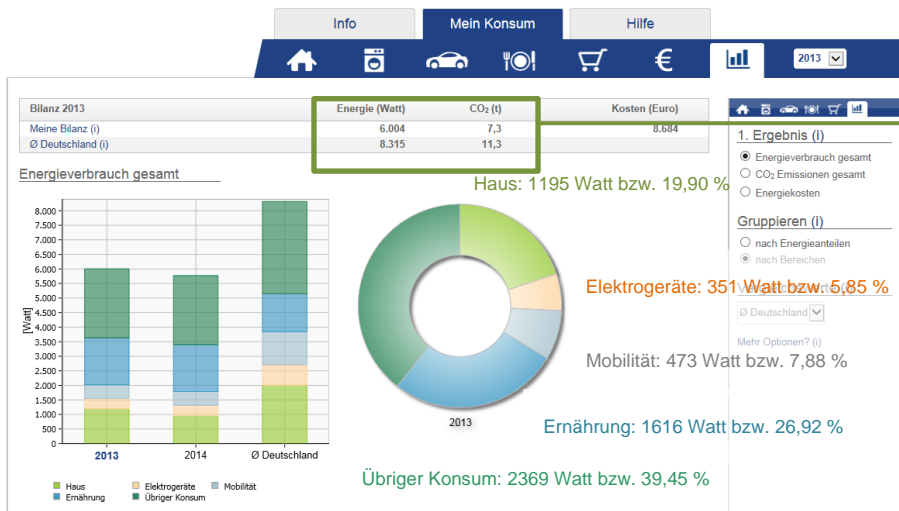 Info Mein Konsum Hilfe
€ 2013
Bilanz 2013 Energie (Watt) CO₂ (t) Kosten (Euro)
Meine Bilanz (i) 6.004 7,3 8.684
Ø Deutschland (i) 8.315 11,3
Energieverbrauch gesamt
Haus: 1195 Watt bzw. 19,90 %
Elektrogeräte: 351 Watt bzw. 5,85 %
Mobilität: 473 Watt bzw. 7,88 %
Ernährung: 1616 Watt bzw. 26,92 %
Übriger Konsum: 2369 Watt bzw. 39,45 %
[Watt]
8.000
7.500
7.000
6.500
6.000
5.500
5.000
4.500
4.000
3.500
3.000
2.500
2.000
1.500
1.000
500
0
2013 2014 Ø Deutschland
2013
Haus Elektrogeräte Mobilität
Ernährung Übriger Konsum
1. Ergebnis (i)
Energieverbrauch gesamt
CO₂ Emissionen gesamt
Energiekosten
Gruppieren (i)
nach Energieanteilen
nach Bereichen
Vergleichswerte (i)
Ø Deutschland
Mehr Optionen? (i)